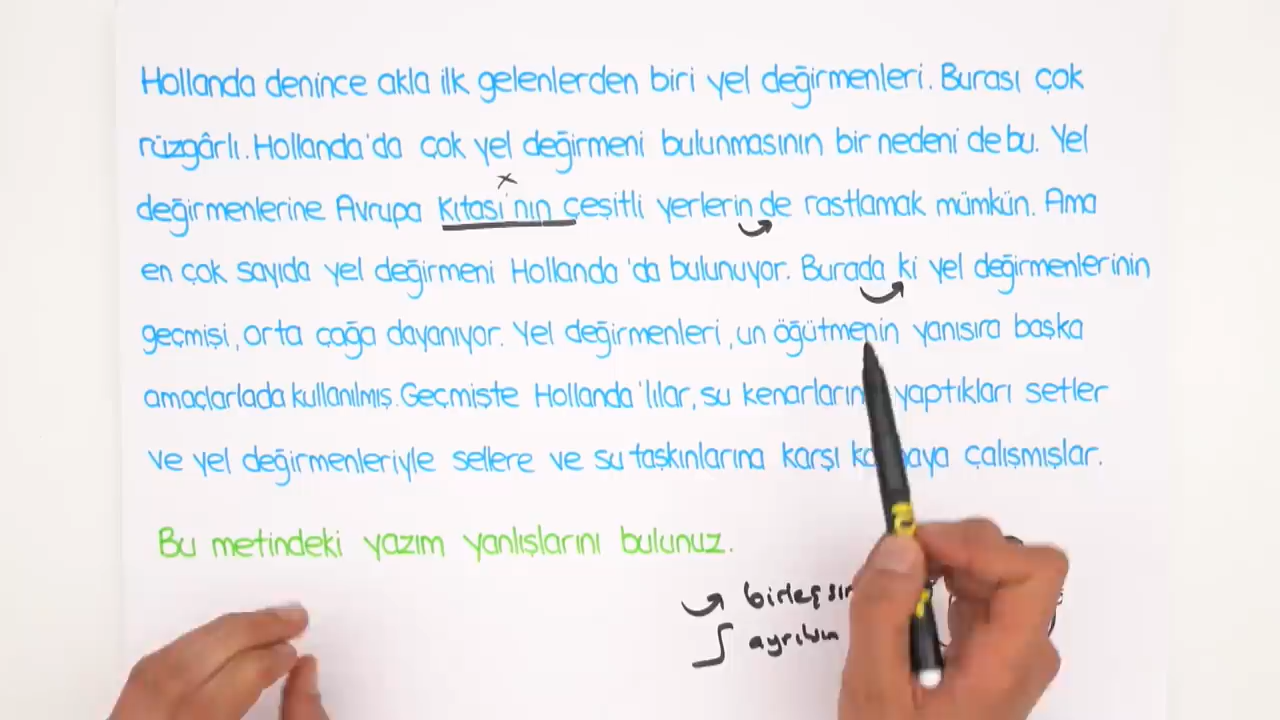 Hollanda denince akla ilk gelenlerden biri yel değirmenleri. Burası çok
rüzgârlı. Hollanda'da çok yel değirmeni bulunmasının bir nedeni de bu. Yel
değirmenlerine Avrupa Kıtası'nın çeşitli yerlerin de rastlamak mümkün. Ama
en çok sayıda yel değirmeni Hollanda'da bulunuyor. Burada ki yel değirmenlerinin
geçmişi, orta çağa dayanıyor. Yel değirmenleri, un öğütmenin yanısıra başka
amaçlarlada kullanılmış. Geçmişte Hollanda'lılar, su kenarların yaptıkları setler
ve yel değirmenleriyle sellere ve su taşkınlarına karşı çalışmışlar.
Bu metindeki yazım yanlışlarını bulunuz.
ayrılsın